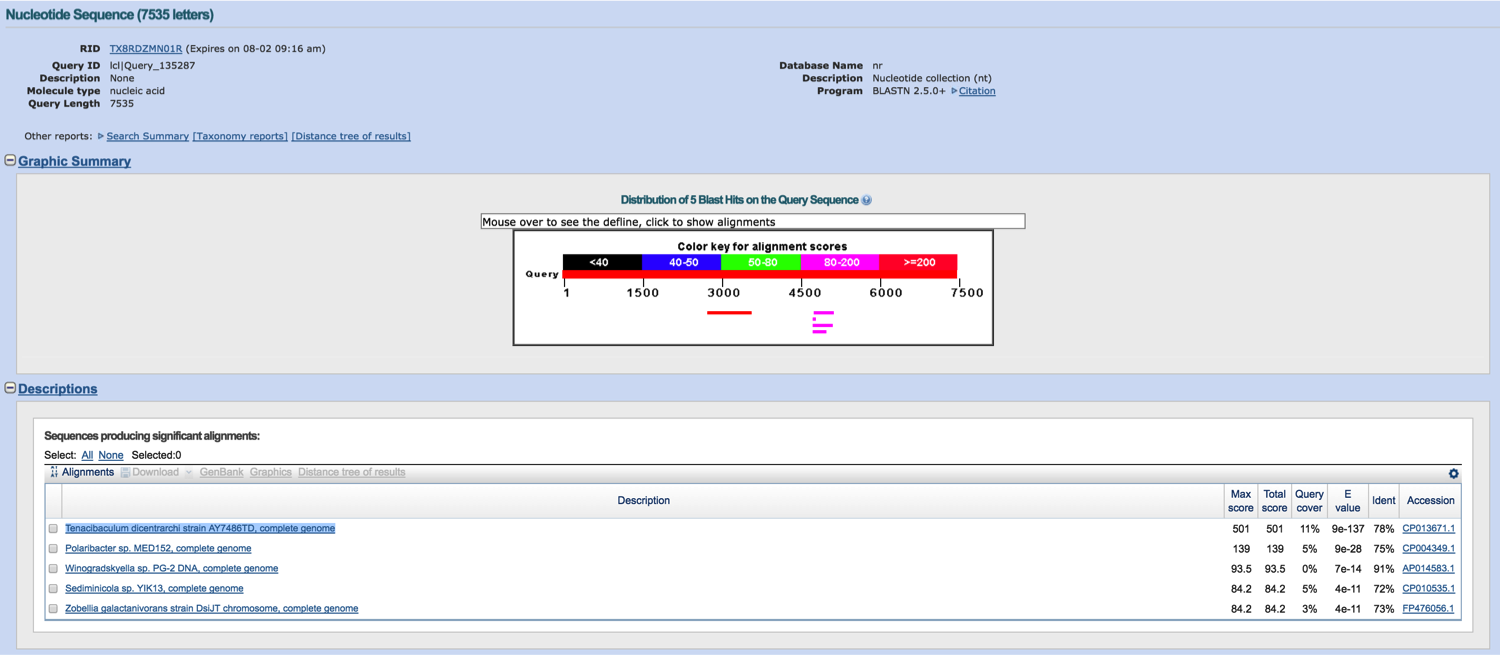 Nucleotide Sequence (7535 letters)
RID TX8RDZMN01R (Expires on 08-02 09:16 am)
Query ID lcl|Query_135287
Description None
Molecule type nucleic acid
Query Length 7535
Database Name nr
Description Nucleotide collection (nt)
Program BLASTN 2.5.0+ Citation
Other reports: Search Summary [Taxonomy reports] [Distance tree of results]
Graphic Summary
Distribution of 5 Blast Hits on the Query Sequence
Mouse over to see the defline, click to show alignments
Color key for alignment scores
<40 40-50 50-80 80-200 >=200
Query
1 1500 3000 4500 6000 7500
Descriptions
Sequences producing significant alignments:
Select: All None Selected:0
Alignments Download GenBank Graphics Distance tree of results
Description Max score Total score Query cover E value Ident Accession
Tenacibaculum dicentrarchi strain AY7486TD, complete genome 501 501 11% 9e-137 78% CP013671.1
Polaribacter sp. MED152, complete genome 139 139 5% 9e-28 75% CP004349.1
Winogradskyella sp. PG-2 DNA, complete genome 93.5 93.5 0% 7e-14 91% AP014583.1
Sediminicola sp. YIK13, complete genome 84.2 84.2 5% 4e-11 72% CP010535.1
Zobellia galactanivorans strain DsiJT chromosome, complete genome 84.2 84.2 3% 4e-11 73% FP476056.1